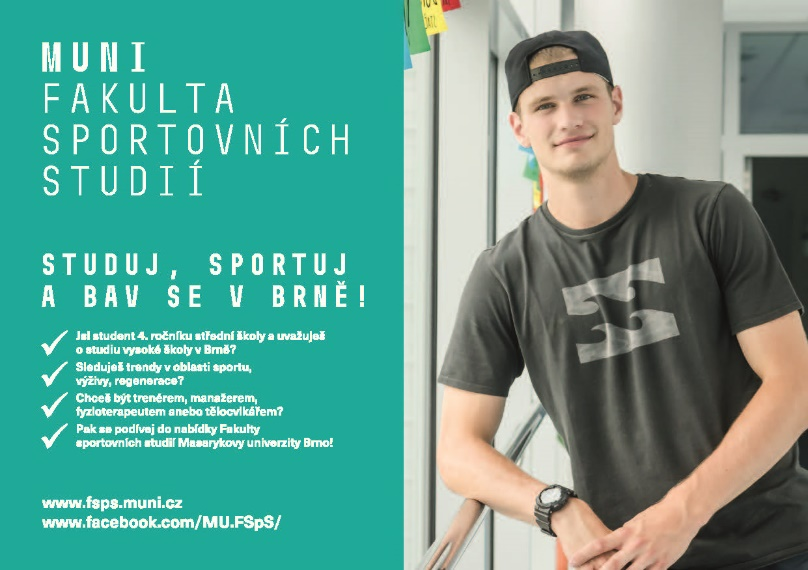 MUNI
FAKULTA
SPORTOVNÍCH
STUDIÍ
STUDUJ, SPORTUJ
A BAV SE V BRNĚ!
Jsi student 4. ročníku střední školy a uvažuješ
o studiu vysoké školy v Brně?
Sleduješ trendy v oblasti sportu,
výživy, regenerace?
Chceš být trenérem, manažerem,
fyzioterapeutem anebo tělocvikářem?
Pak se podívej do nabídky Fakulty
sportovních studií Masarykovy univerzity Brno!
www.fsps.muni.cz
www.facebook.com/MU.FSpS/